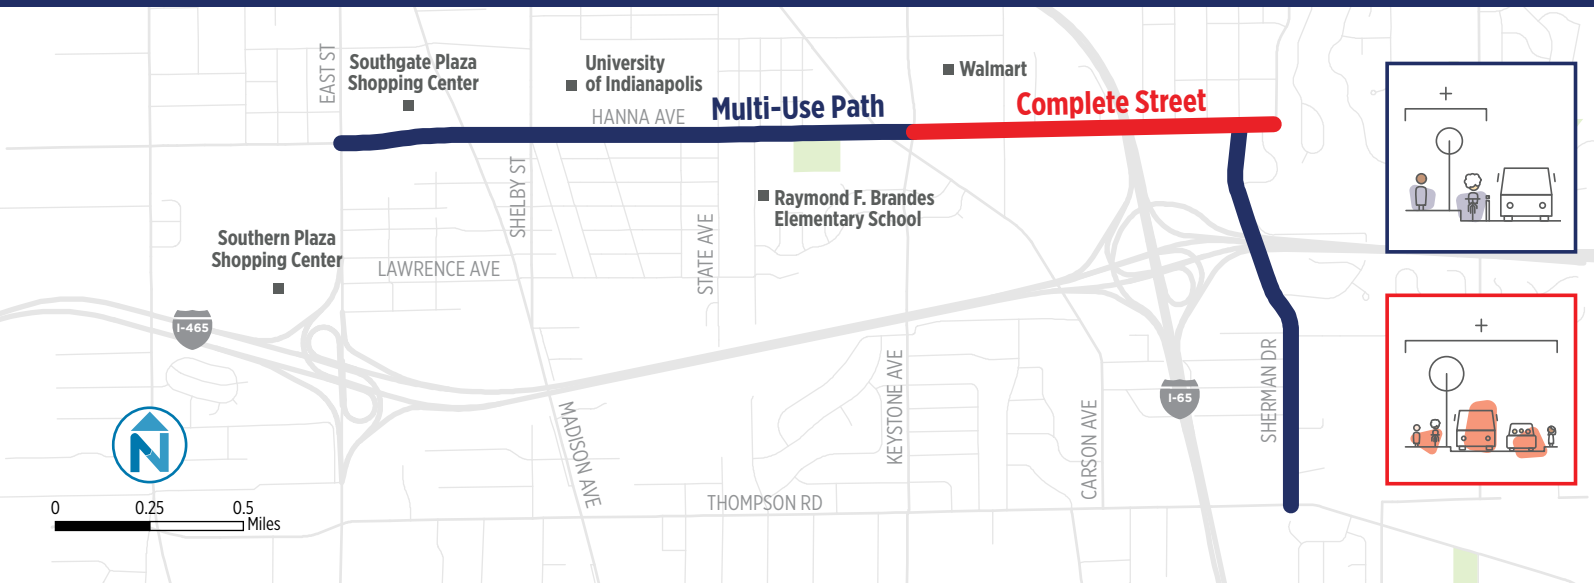 EAST ST
Southgate Plaza
Shopping Center
University
of Indianapolis
HANNA AVE
Multi-Use Path
Walmart
Complete Street
SHELBY ST
Raymond F. Brandes
Elementary School
STATE AVE
Southern Plaza
Shopping Center
LAWRENCE AVE
I-465
KEYSTONE AVE
SHERMAN DR
I-65
MADISON AVE
CARSON AVE
N
THOMPSON RD
0 0.25 0.5
Miles
+
+